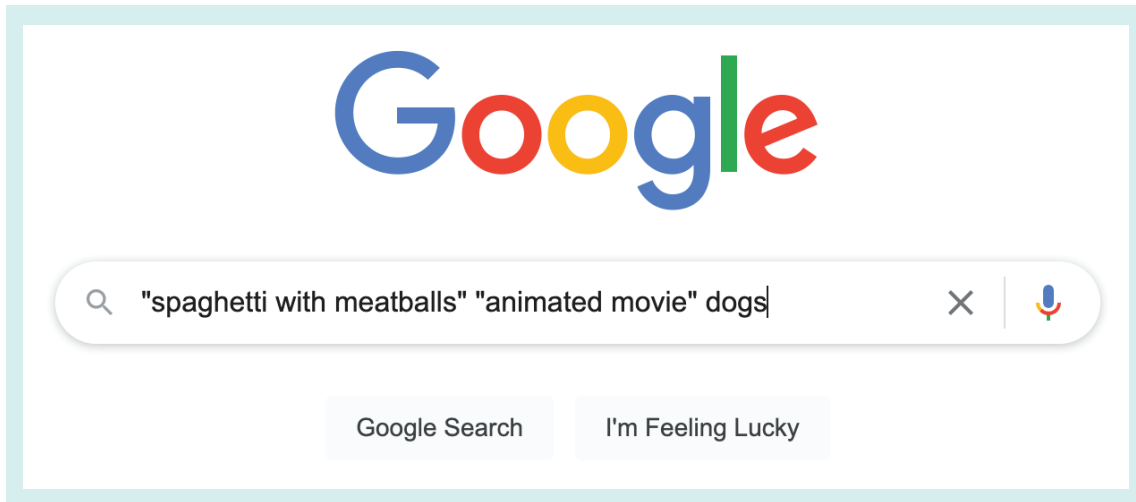 Google
"spaghetti with meatballs" "animated movie" dogs
Google Search
I'm Feeling Lucky